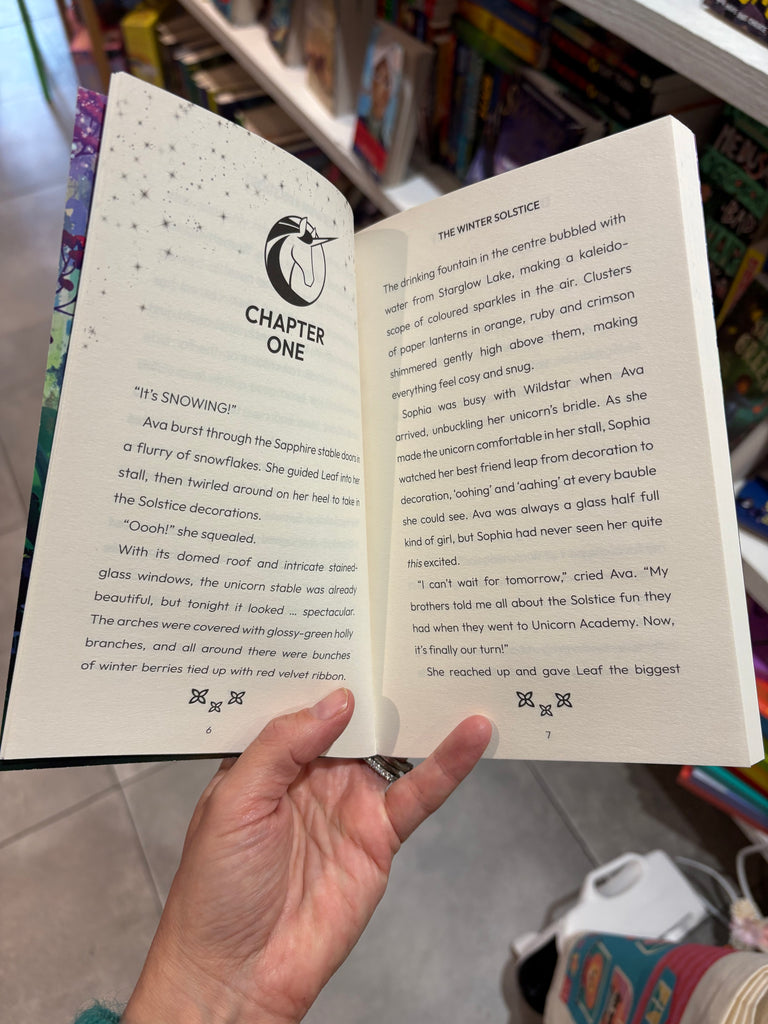 CHAPTER
ONE
“It’s SNOWING!”
Ava burst through the Sapphire stable doors in
a flurry of snowflakes. She guided Leaf into her
stall, then twirled around on her heel to take in
the Solstice decorations.
“Oooh!” she squealed.
With its domed roof and intricate stained-
glass windows, the unicorn stable was already
beautiful, but tonight it looked ... spectacular.
The arches were covered with glossy-green holly
branches, and all around there were bunches
of winter berries tied up with red velvet ribbon.
6
THE WINTER SOLSTICE
The drinking fountain in the centre bubbled with
water from Starglow Lake, making a kaleido-
scope of coloured sparkles in the air. Clusters
of paper lanterns in orange, ruby and crimson
shimmered gently high above them, making
everything feel cosy and snug.
Sophia was busy with Wildstar when Ava
arrived, unbuckling her unicorn’s bridle. As she
made the unicorn comfortable in her stall, Sophia
watched her best friend leap from decoration to
decoration, ‘oohing’ and ‘aahing’ at every bauble
she could see. Ava was always a glass half full
kind of girl, but Sophia had never seen her quite
this excited.
“I can’t wait for tomorrow,” cried Ava. “My
brothers told me all about the Solstice fun they
had when they went to Unicorn Academy. Now,
it’s finally our turn!”
She reached up and gave Leaf the biggest
7